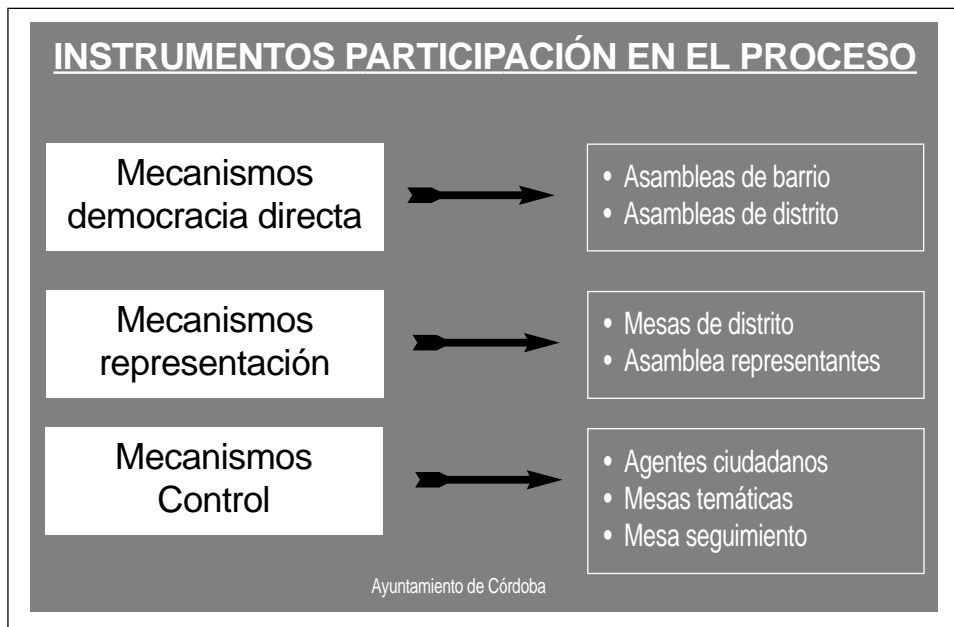 INSTRUMENTOS PARTICIPACIÓN EN EL PROCESO
Mecanismos
democracia directa
• Asambleas de barrio
• Asambleas de distrito
Mecanismos
representación
• Mesas de distrito
• Asamblea representantes
Mecanismos
Control
• Agentes ciudadanos
• Mesas temáticas
• Mesa seguimiento
Ayuntamiento de Córdoba